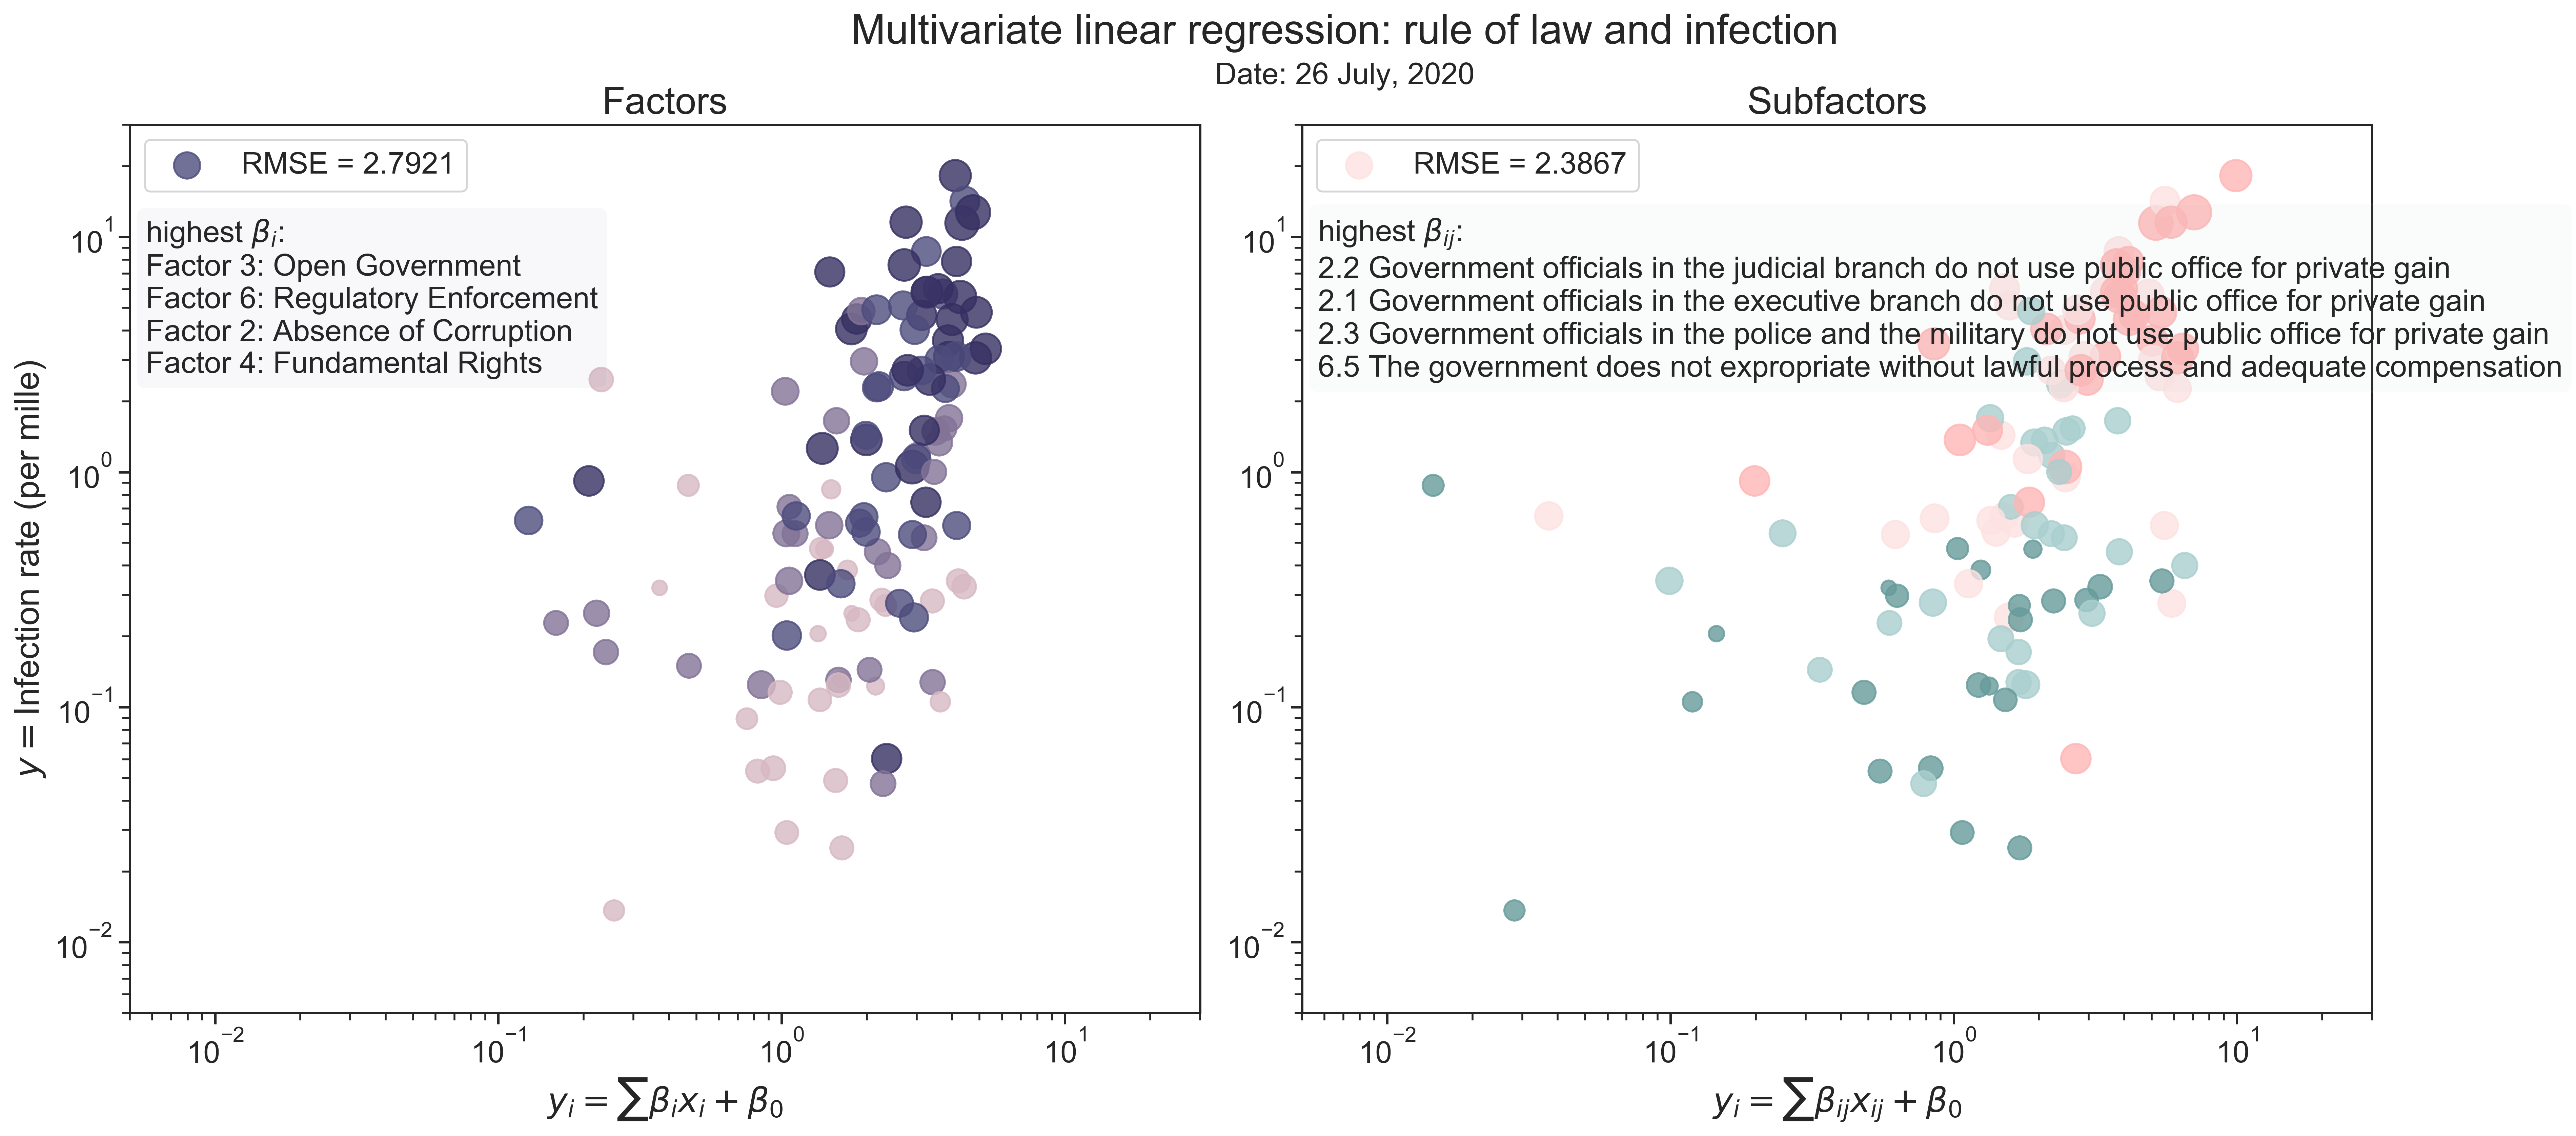 Multivariate linear regression: rule of law and infection
Date: 26 July, 2020
Factors
RMSE = 2.7921
highest βi:
Factor 3: Open Government
Factor 6: Regulatory Enforcement
Factor 2: Absence of Corruption
Factor 4: Fundamental Rights
y = Infection rate (per mille)
10^1
10^0
10^−1
10^−2
10^−2 10^−1 10^0 10^1
yi = ∑βixi + β0
Subfactors
RMSE = 2.3867
highest βij:
2.2 Government officials in the judicial branch do not use public office for private gain
2.1 Government officials in the executive branch do not use public office for private gain
2.3 Government officials in the police and the military do not use public office for private gain
6.5 The government does not expropriate without lawful process and adequate compensation
10^1
10^0
10^−1
10^−2
10^−2 10^−1 10^0 10^1
yi = ∑βijxij + β0